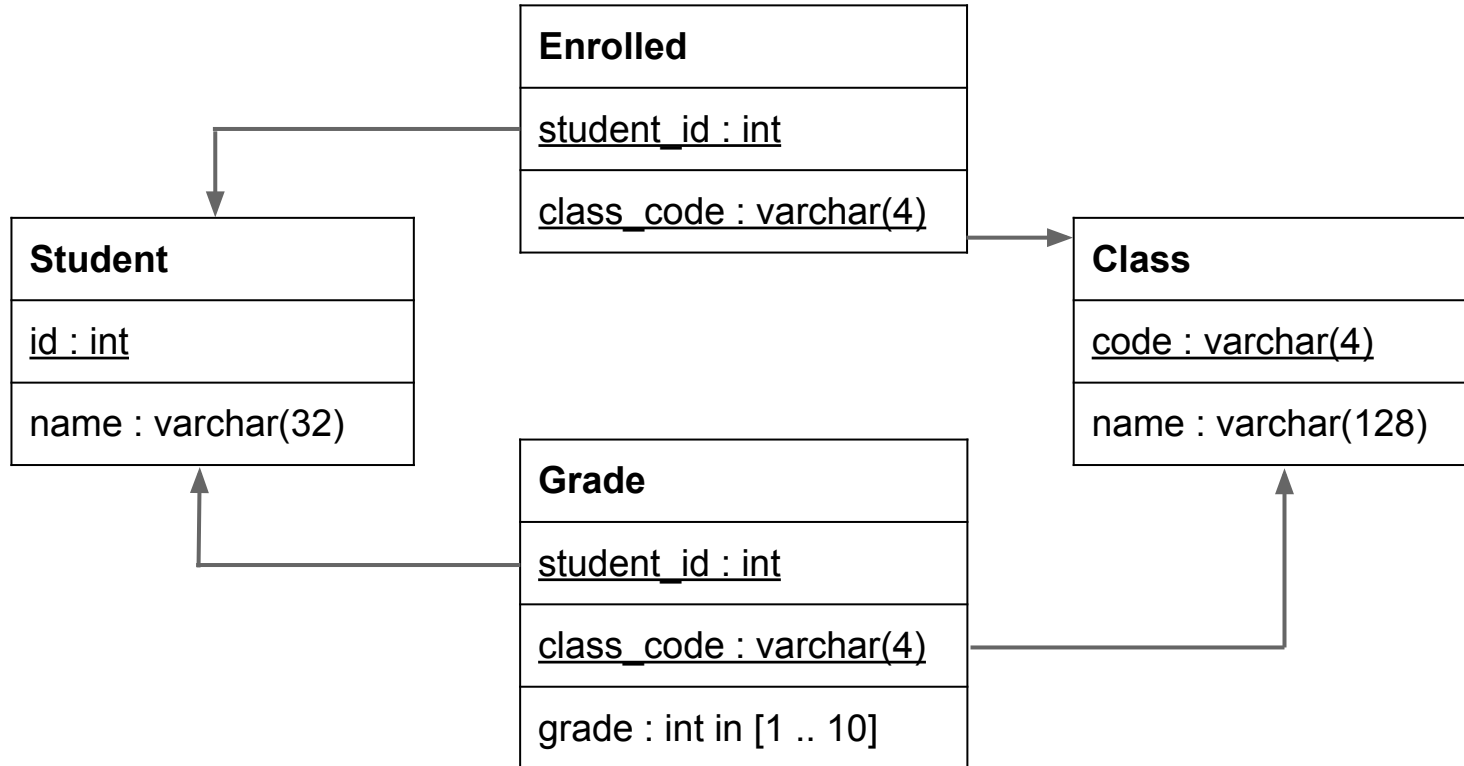 Enrolled
student_id : int
class_code : varchar(4)
Student
id : int
name : varchar(32)
Class
code : varchar(4)
name : varchar(128)
Grade
student_id : int
class_code : varchar(4)
grade : int in [1 .. 10]